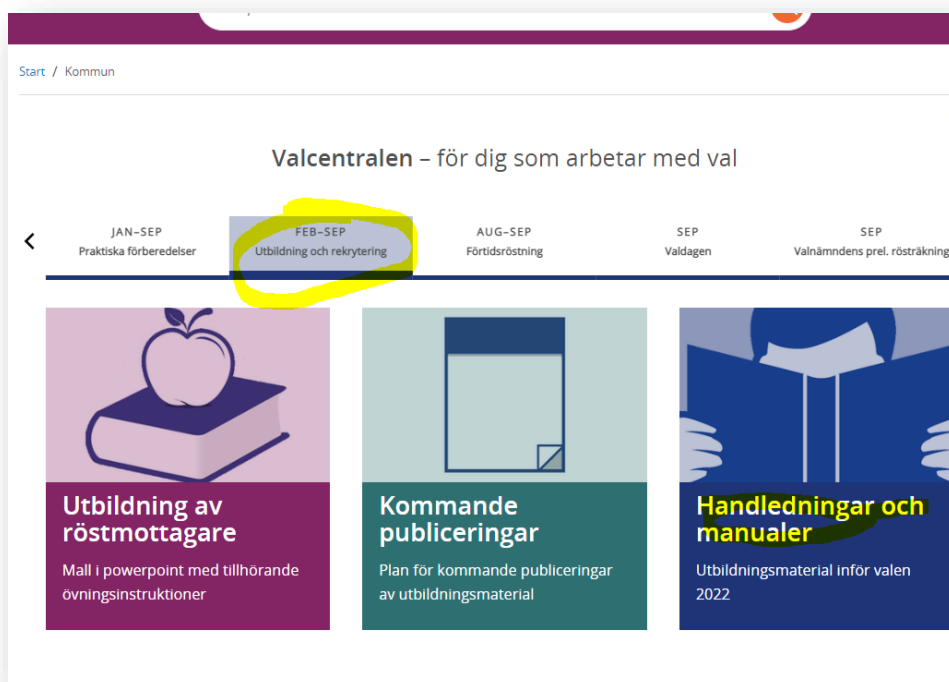 Start / Kommun
Valcentralen – för dig som arbetar med val
JAN–SEP
Praktiska förberedelser
FEB–SEP
Utbildning och rekrytering
AUG–SEP
Förtidsröstning
SEP
Valdagen
SEP
Valnämndens prel. rösträkning
Utbildning av
röstmottagare
Mall i powerpoint med tillhörande
övningsinstruktioner
Kommande
publiceringar
Plan för kommande publiceringar
av utbildningsmaterial
Handledningar och
manualer
Utbildningsmaterial inför valen
2022